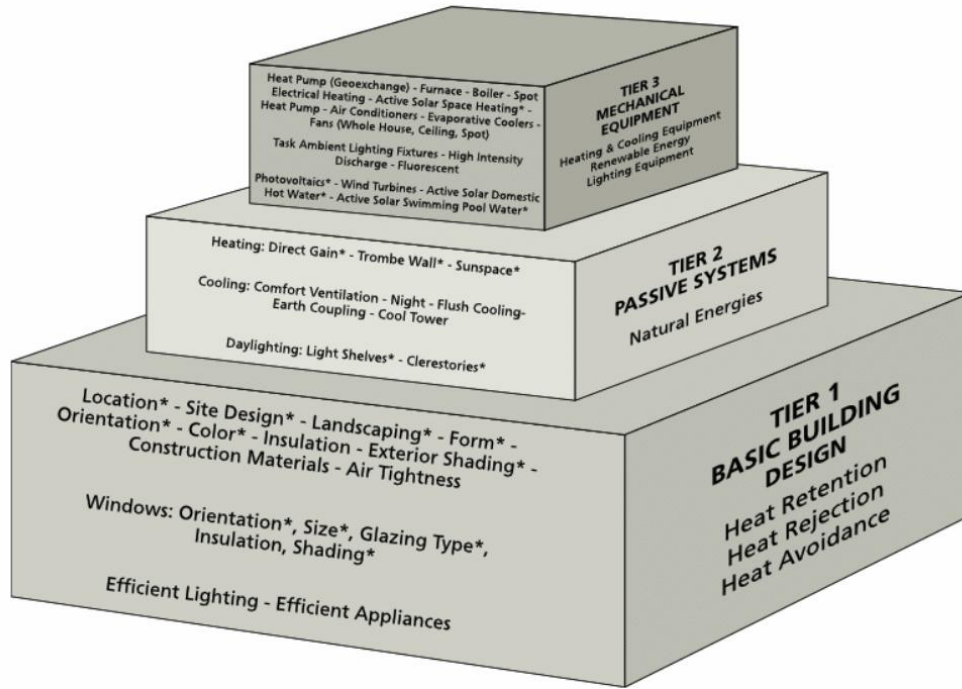 Heat Pump (Geoexchange) - Furnace - Boiler - Spot
Electrical Heating - Active Solar Space Heating* -
Heat Pump - Air Conditioners - Evaporative Coolers -
Fans (Whole House, Ceiling, Spot)
Task Ambient Lighting Fixtures - High Intensity
Discharge - Fluorescent
Photovoltaics* - Wind Turbines - Active Solar Domestic
Hot Water* - Active Solar Swimming Pool Water*
TIER 3
MECHANICAL
EQUIPMENT
Heating & Cooling Equipment
Renewable Energy
Lighting Equipment
Heating: Direct Gain* - Trombe Wall* - Sunspace*
Cooling: Comfort Ventilation - Night - Flush Cooling-
Earth Coupling - Cool Tower
Daylighting: Light Shelves* - Clerestories*
TIER 2
PASSIVE SYSTEMS
Natural Energies
Location* - Site Design* - Landscaping* - Form* -
Orientation* - Color* - Insulation - Exterior Shading* -
Construction Materials - Air Tightness
Windows: Orientation*, Size*, Glazing Type*,
Insulation, Shading*
Efficient Lighting - Efficient Appliances
TIER 1
BASIC BUILDING
DESIGN
Heat Retention
Heat Rejection
Heat Avoidance